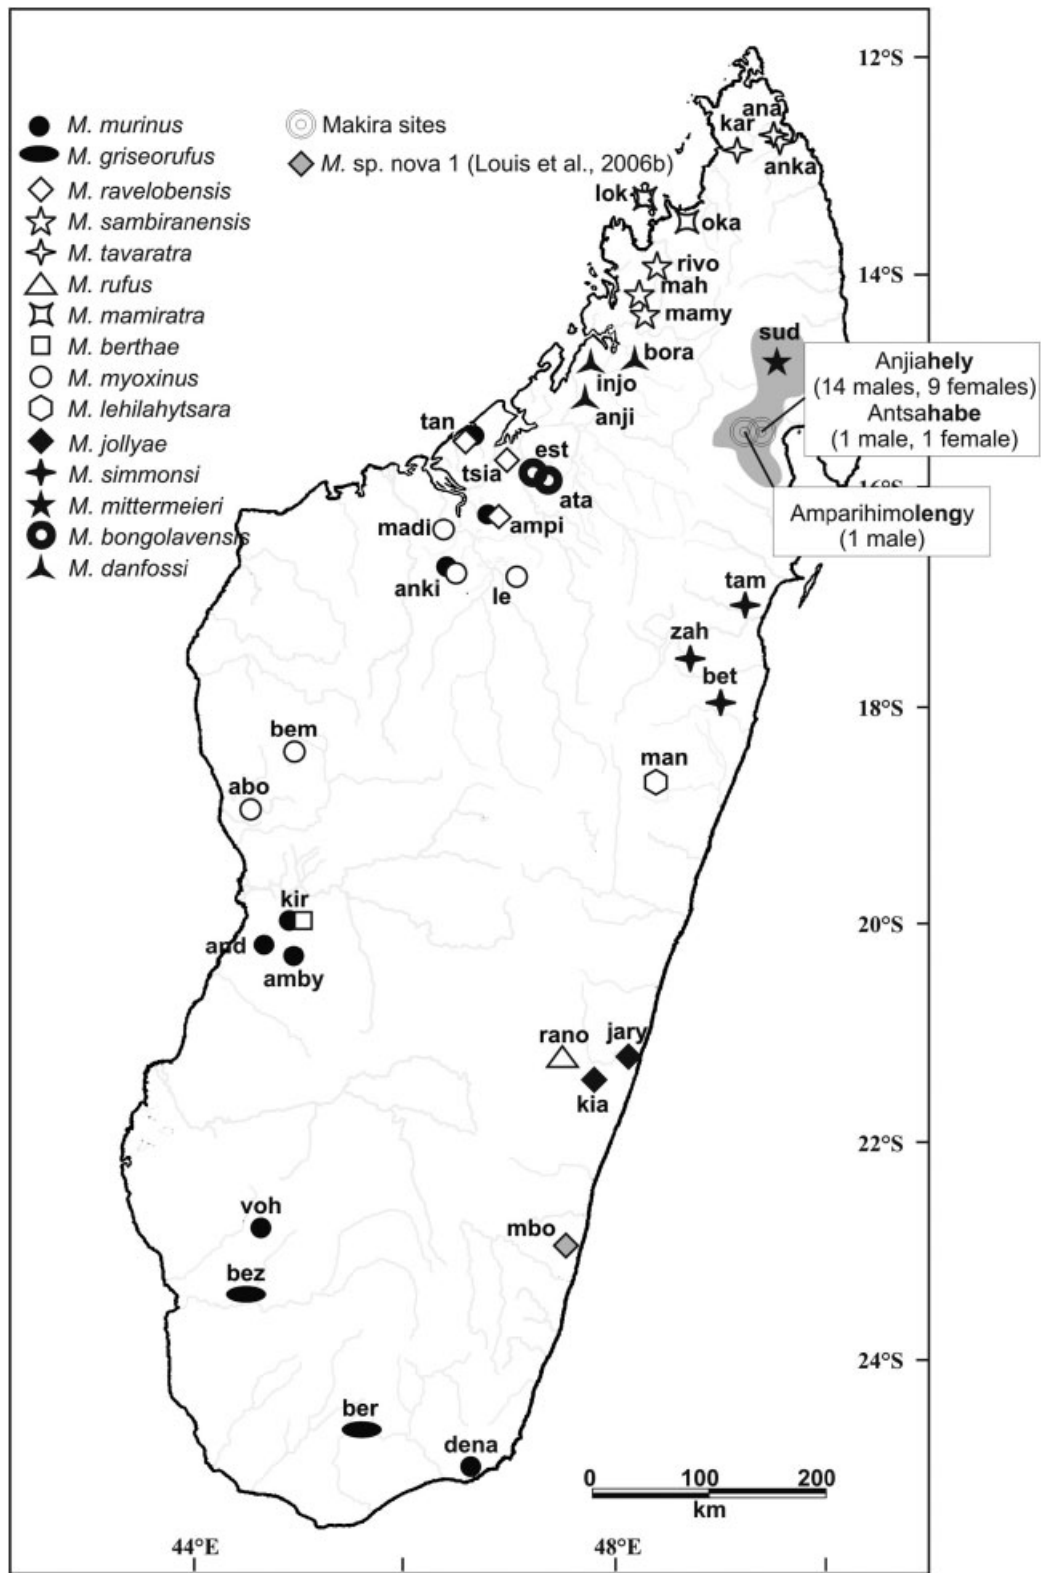 M. murinus
M. griseorufus
M. ravelobensis
M. sambiranensis
M. tavaratra
M. rufus
M. mamiratra
M. berthae
M. myoxinus
M. lehilahytsara
M. jollyae
M. simmonsi
M. mittermeieri
M. bongolavensis
M. danfossi
Makira sites
M. sp. nova 1 (Louis et al., 2006b)
12°S
14°S
16°S
18°S
20°S
22°S
24°S
44°E
48°E
ana
kar
anka
lok
oka
rivo
mah
mamy
sud
bora
injo
anji
Anjiahely
(14 males, 9 females)
Antsahabe
(1 male, 1 female)
tan
est
tsia
ata
madi
ampi
Amparihimolengy
(1 male)
anki
le
tam
zah
bet
bem
man
abo
kir
and
amby
rano
jary
kia
voh
mbo
bez
ber
dena
0 100 200
km